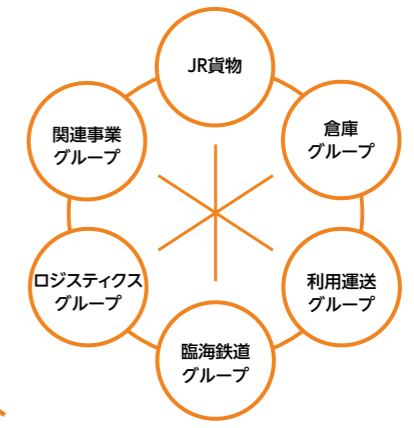 JR貨物
倉庫
グループ
利用運送
グループ
臨海鉄道
グループ
ロジスティクス
グループ
関連事業
グループ